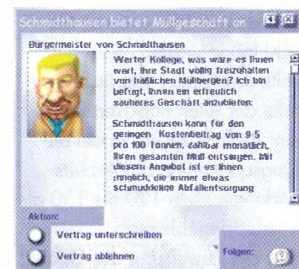 Schmidthausen bietet Müllgeschäft an
Bürgermeister von Schmidthausen
Werter Kollege, was wäre es Ihnen
wert, Ihre Stadt völlig freizuhalten
von häßlichen Müllbergen? Ich bin
befugt, Ihnen ein erfreulich
sauberes Geschäft anzubieten:
Schmidthausen kann für den
geringen Kostenbeitrag von 95
pro 100 Tonnen, zahlbar monatlich,
Ihren gesamten Müll entsorgen. Mit
diesem Angebot ist es Ihnen
möglich, die immer etwas
schmuddelige Abfallentsorgung
Aktion:
Vertrag unterschreiben
Vertrag ablehnen
Folgen: